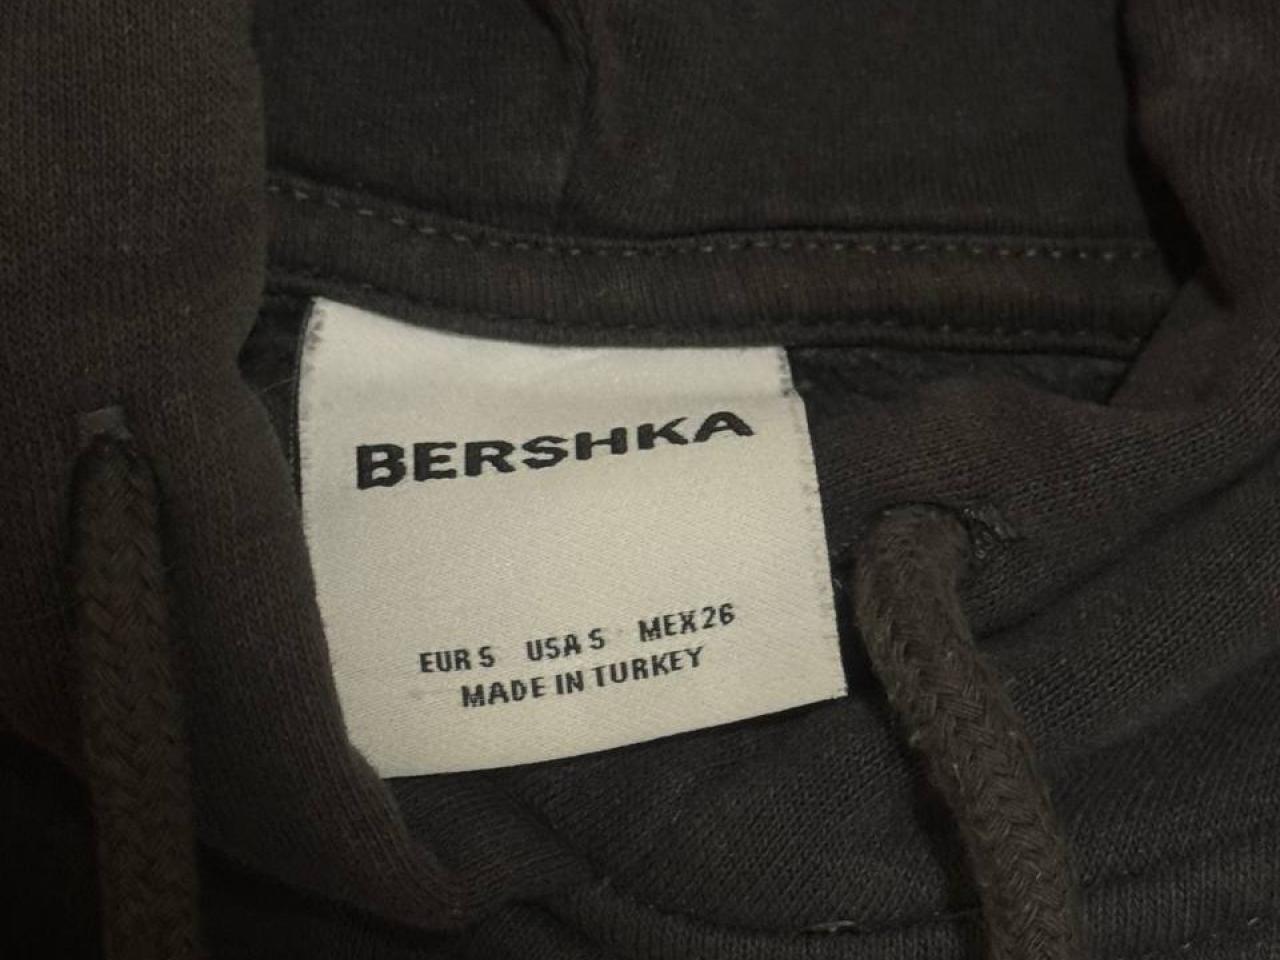 BERSHKA
EUR S USA S MEX 26
MADE IN TURKEY